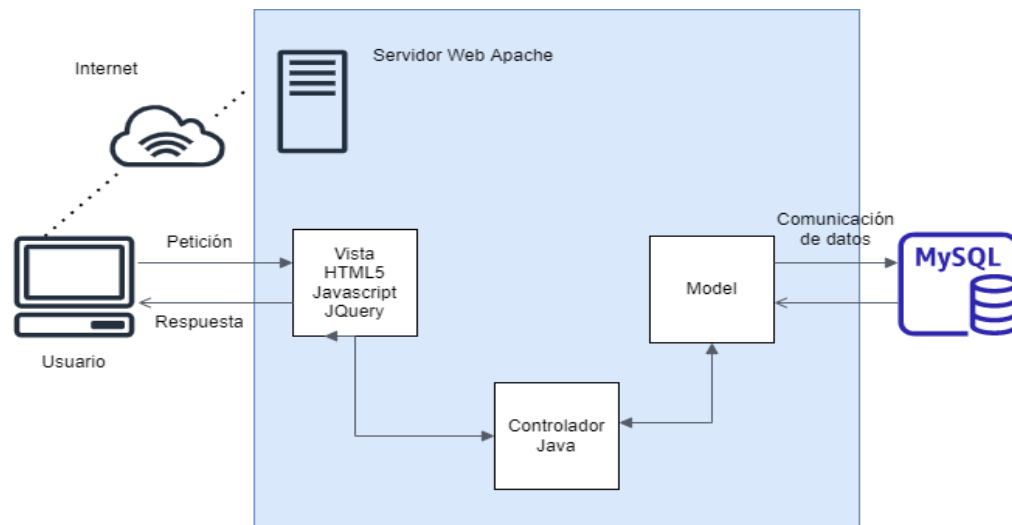 Internet
Servidor Web Apache
Petición
Respuesta
Usuario
Vista
HTML5
Javascript
JQuery
Controlador
Java
Model
Comunicación
de datos
MySQL